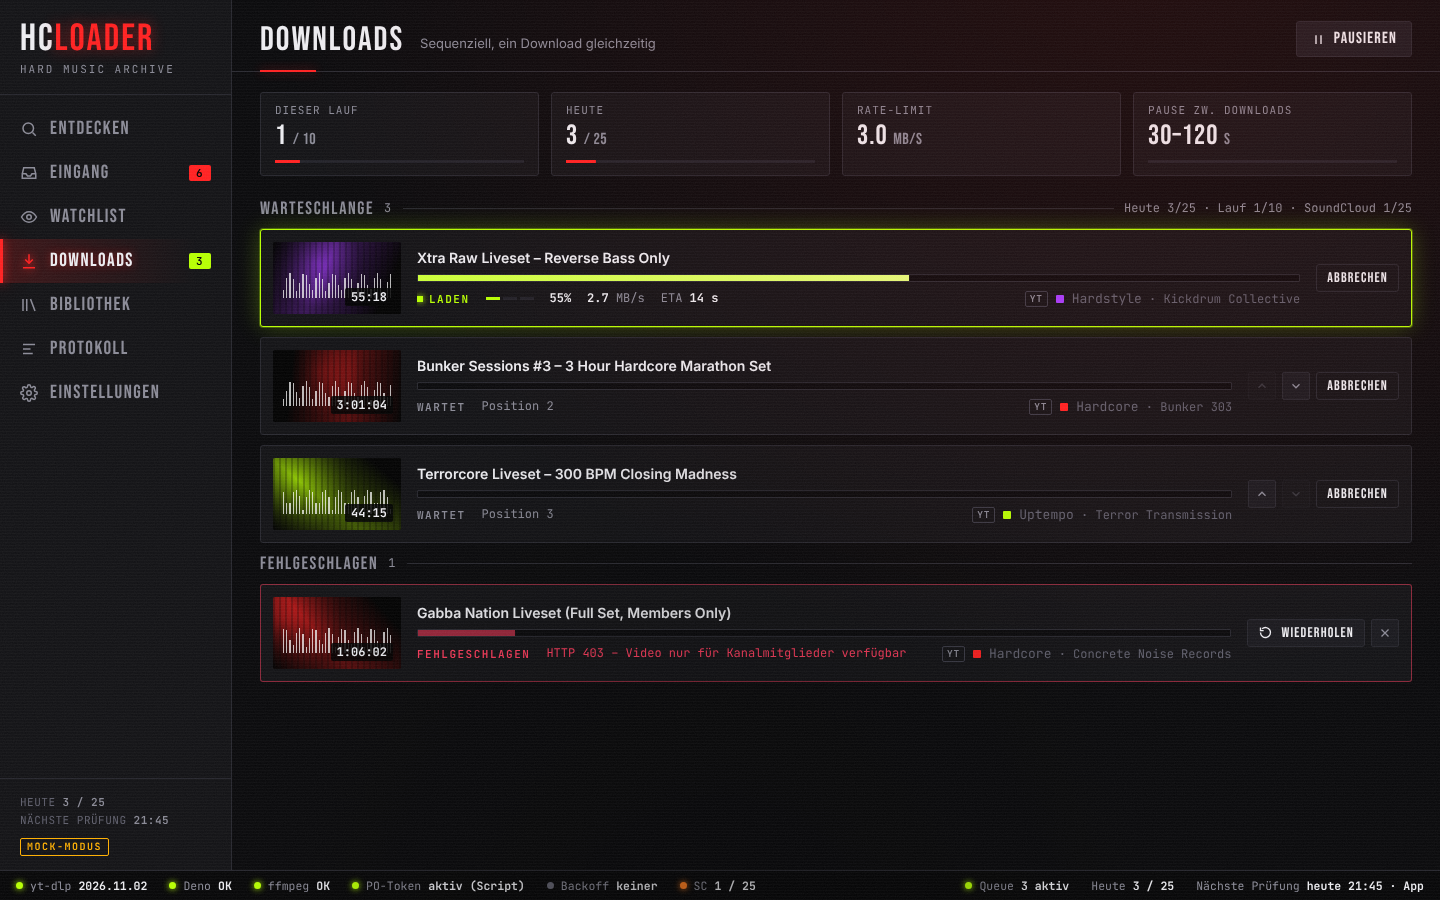 HCLOADER
HARD MUSIC ARCHIVE
ENTDECKEN
EINGANG 6
WATCHLIST
DOWNLOADS 3
BIBLIOTHEK
PROTOKOLL
EINSTELLUNGEN
HEUTE 3 / 25
NÄCHSTE PRÜFUNG 21:45
MOCK-MODUS
DOWNLOADS Sequenziell, ein Download gleichzeitig
PAUSIEREN
DIESER LAUF
1 / 10
HEUTE
3 / 25
RATE-LIMIT
3.0 MB/S
PAUSE ZW. DOWNLOADS
30–120 S
WARTESCHLANGE 3
Heute 3/25 · Lauf 1/10 · SoundCloud 1/25
55:18
Xtra Raw Liveset – Reverse Bass Only
LADEN 55% 2.7 MB/s ETA 14 s
YT Hardstyle · Kickdrum Collective
ABBRECHEN
3:01:04
Bunker Sessions #3 – 3 Hour Hardcore Marathon Set
WARTET Position 2
YT Hardcore · Bunker 303
ABBRECHEN
44:15
Terrorcore Liveset – 300 BPM Closing Madness
WARTET Position 3
YT Uptempo · Terror Transmission
ABBRECHEN
FEHLGESCHLAGEN 1
1:06:02
Gabba Nation Liveset (Full Set, Members Only)
FEHLGESCHLAGEN HTTP 403 – Video nur für Kanalmitglieder verfügbar
YT Hardcore · Concrete Noise Records
WIEDERHOLEN
yt-dlp 2026.11.02 Deno OK ffmpeg OK PO-Token aktiv (Script) Backoff keiner SC 1 / 25
Queue 3 aktiv Heute 3 / 25 Nächste Prüfung heute 21:45 · App